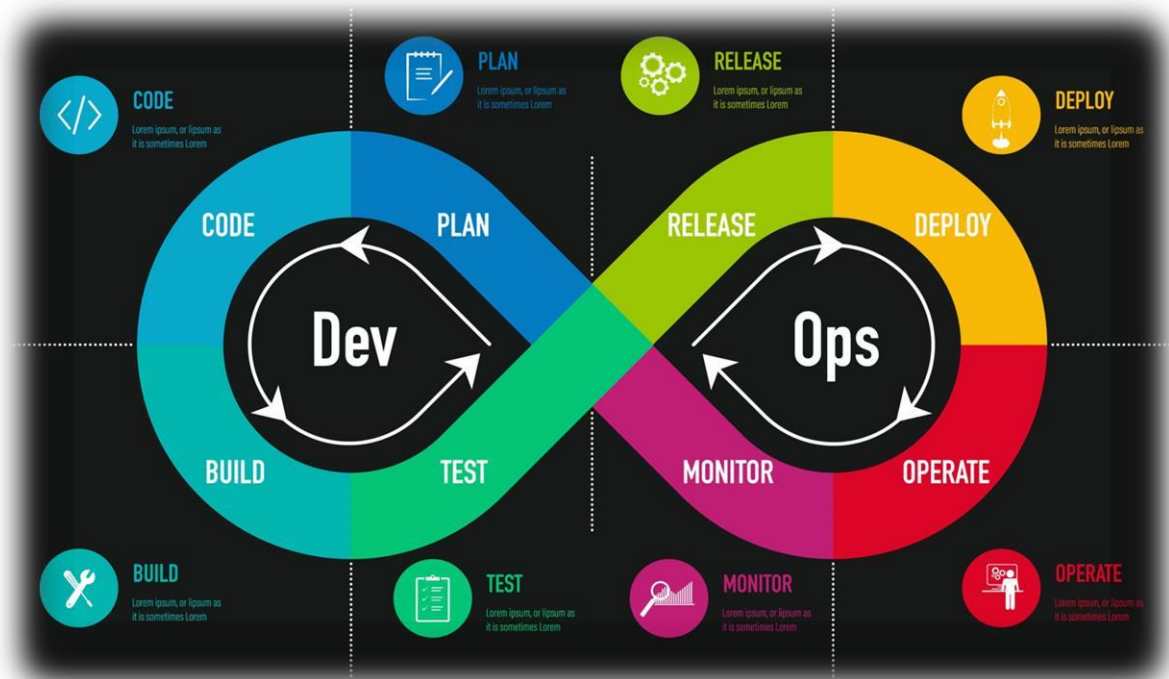 PLAN
Lorem ipsum, or lipsum as
it is sometimes Lorem
RELEASE
Lorem ipsum, or lipsum as
it is sometimes Lorem
CODE
Lorem ipsum, or lipsum as
it is sometimes Lorem
DEPLOY
Lorem ipsum, or lipsum as
it is sometimes Lorem
CODE
PLAN
RELEASE
DEPLOY
Dev
Ops
BUILD
TEST
MONITOR
OPERATE
BUILD
Lorem ipsum, or lipsum as
it is sometimes Lorem
TEST
Lorem ipsum, or lipsum as
it is sometimes Lorem
MONITOR
Lorem ipsum, or lipsum as
it is sometimes Lorem
OPERATE
Lorem ipsum, or lipsum as
it is sometimes Lorem